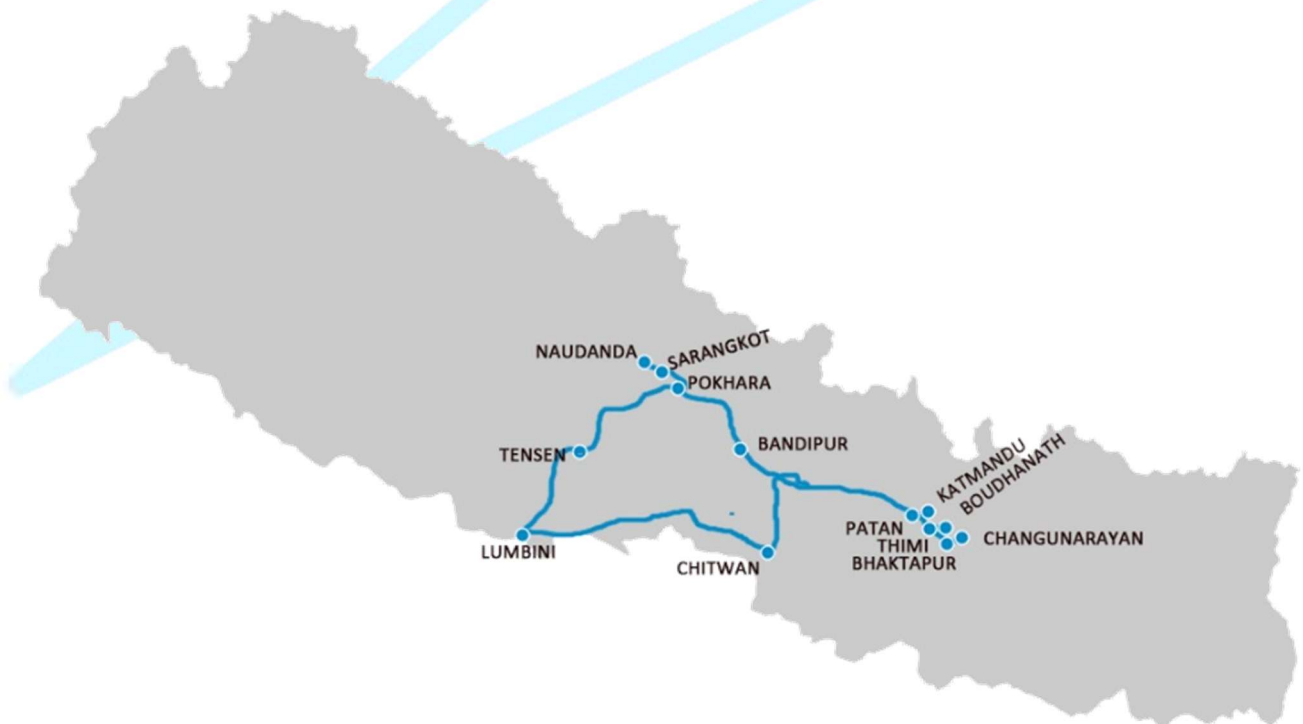 NAUDANDA
SARANGKOT
POKHARA
TENSEN
BANDIPUR
KATMANDU
BOUDHANATH
PATAN
THIMI
BHAKTAPUR
CHANGUNARAYAN
LUMBINI
CHITWAN